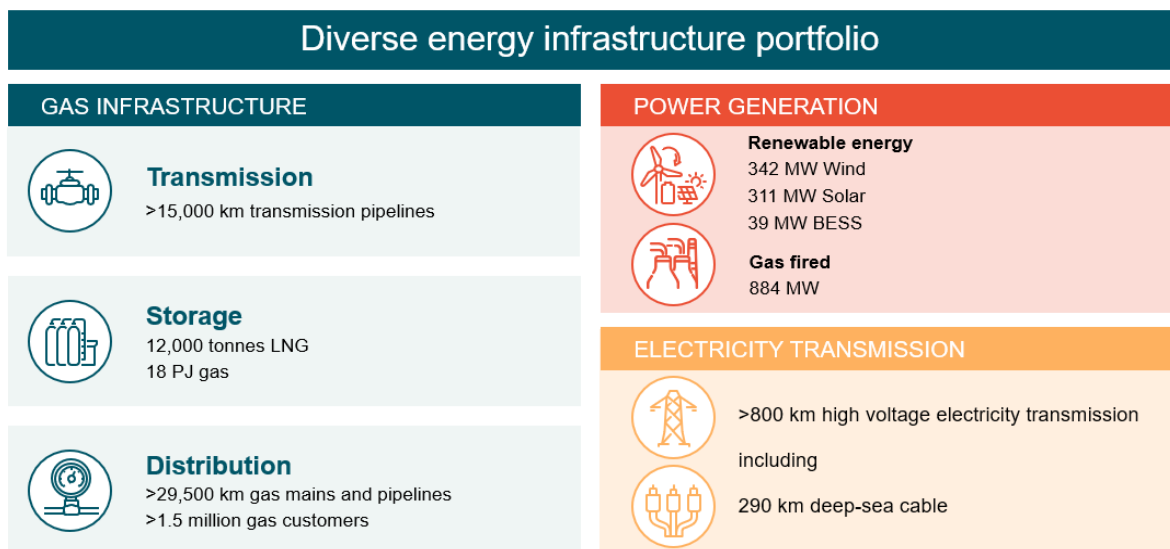 Diverse energy infrastructure portfolio
GAS INFRASTRUCTURE
Transmission
>15,000 km transmission pipelines
Storage
12,000 tonnes LNG
18 PJ gas
Distribution
>29,500 km gas mains and pipelines
>1.5 million gas customers
POWER GENERATION
Renewable energy
342 MW Wind
311 MW Solar
39 MW BESS
Gas fired
884 MW
ELECTRICITY TRANSMISSION
>800 km high voltage electricity transmission
including
290 km deep-sea cable